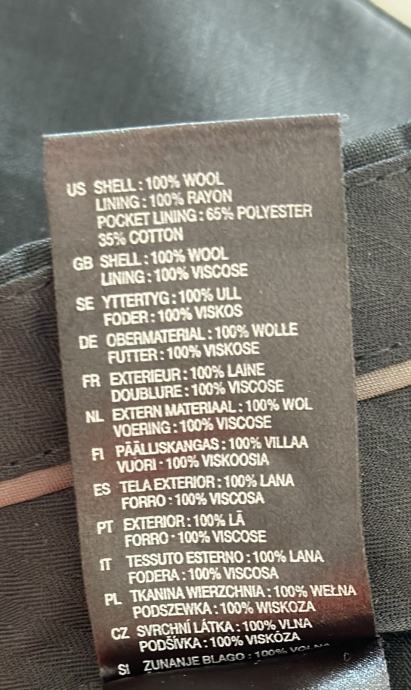 US SHELL : 100% WOOL
LINING : 100% RAYON
POCKET LINING : 65% POLYESTER
35% COTTON
GB SHELL : 100% WOOL
LINING : 100% VISCOSE
SE YTTERTYG : 100% ULL
FODER : 100% VISKOS
DE OBERMATERIAL : 100% WOLLE
FUTTER : 100% VISKOSE
FR EXTERIEUR : 100% LAINE
DOUBLURE : 100% VISCOSE
NL EXTERN MATERIAAL : 100% WOL
VOERING : 100% VISCOSE
FI PÄÄLLISKANGAS : 100% VILLAA
VUORI : 100% VISKOOSIA
ES TELA EXTERIOR : 100% LANA
FORRO : 100% VISCOSA
PT EXTERIOR : 100% LÃ
FORRO : 100% VISCOSE
IT TESSUTO ESTERNO : 100% LANA
FODERA : 100% VISCOSA
PL TKANINA WIERZCHNIA : 100% WEŁNA
PODSZEWKA : 100% WISKOZA
CZ SVRCHNÍ LÁTKA : 100% VLNA
PODŠÍVKA : 100% VISKÓZA
SI ZUNANJE BLAGO : 100%